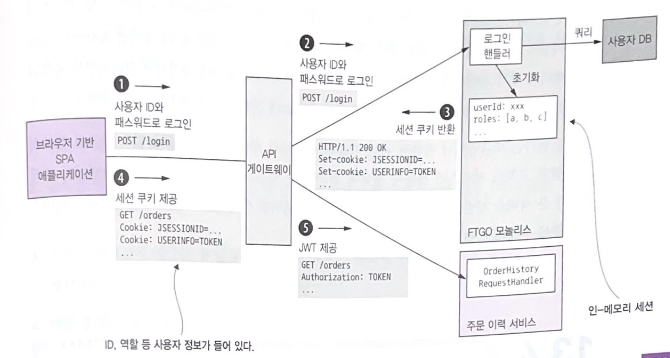 ❶
사용자 ID와
패스워드로 로그인
POST /login
브라우저 기반
SPA
애플리케이션
❹
세션 쿠키 제공
GET /orders
Cookie: JSESSIONID=...
Cookie: USERINFO=TOKEN
...
ID, 역할 등 사용자 정보가 들어 있다.
API
게이트웨이
❷
사용자 ID와
패스워드로 로그인
POST /login
❸
세션 쿠키 반환
HTTP/1.1 200 OK
Set-cookie: JSESSIONID=...
Set-cookie: USERINFO=TOKEN
...
❺
JWT 제공
GET /orders
Authorization: TOKEN
...
로그인
핸들러
쿼리
사용자 DB
초기화
userId: xxx
roles: [a, b, c]
...
FTGO 모놀리스
OrderHistory
RequestHandler
주문 이력 서비스
인-메모리 세션